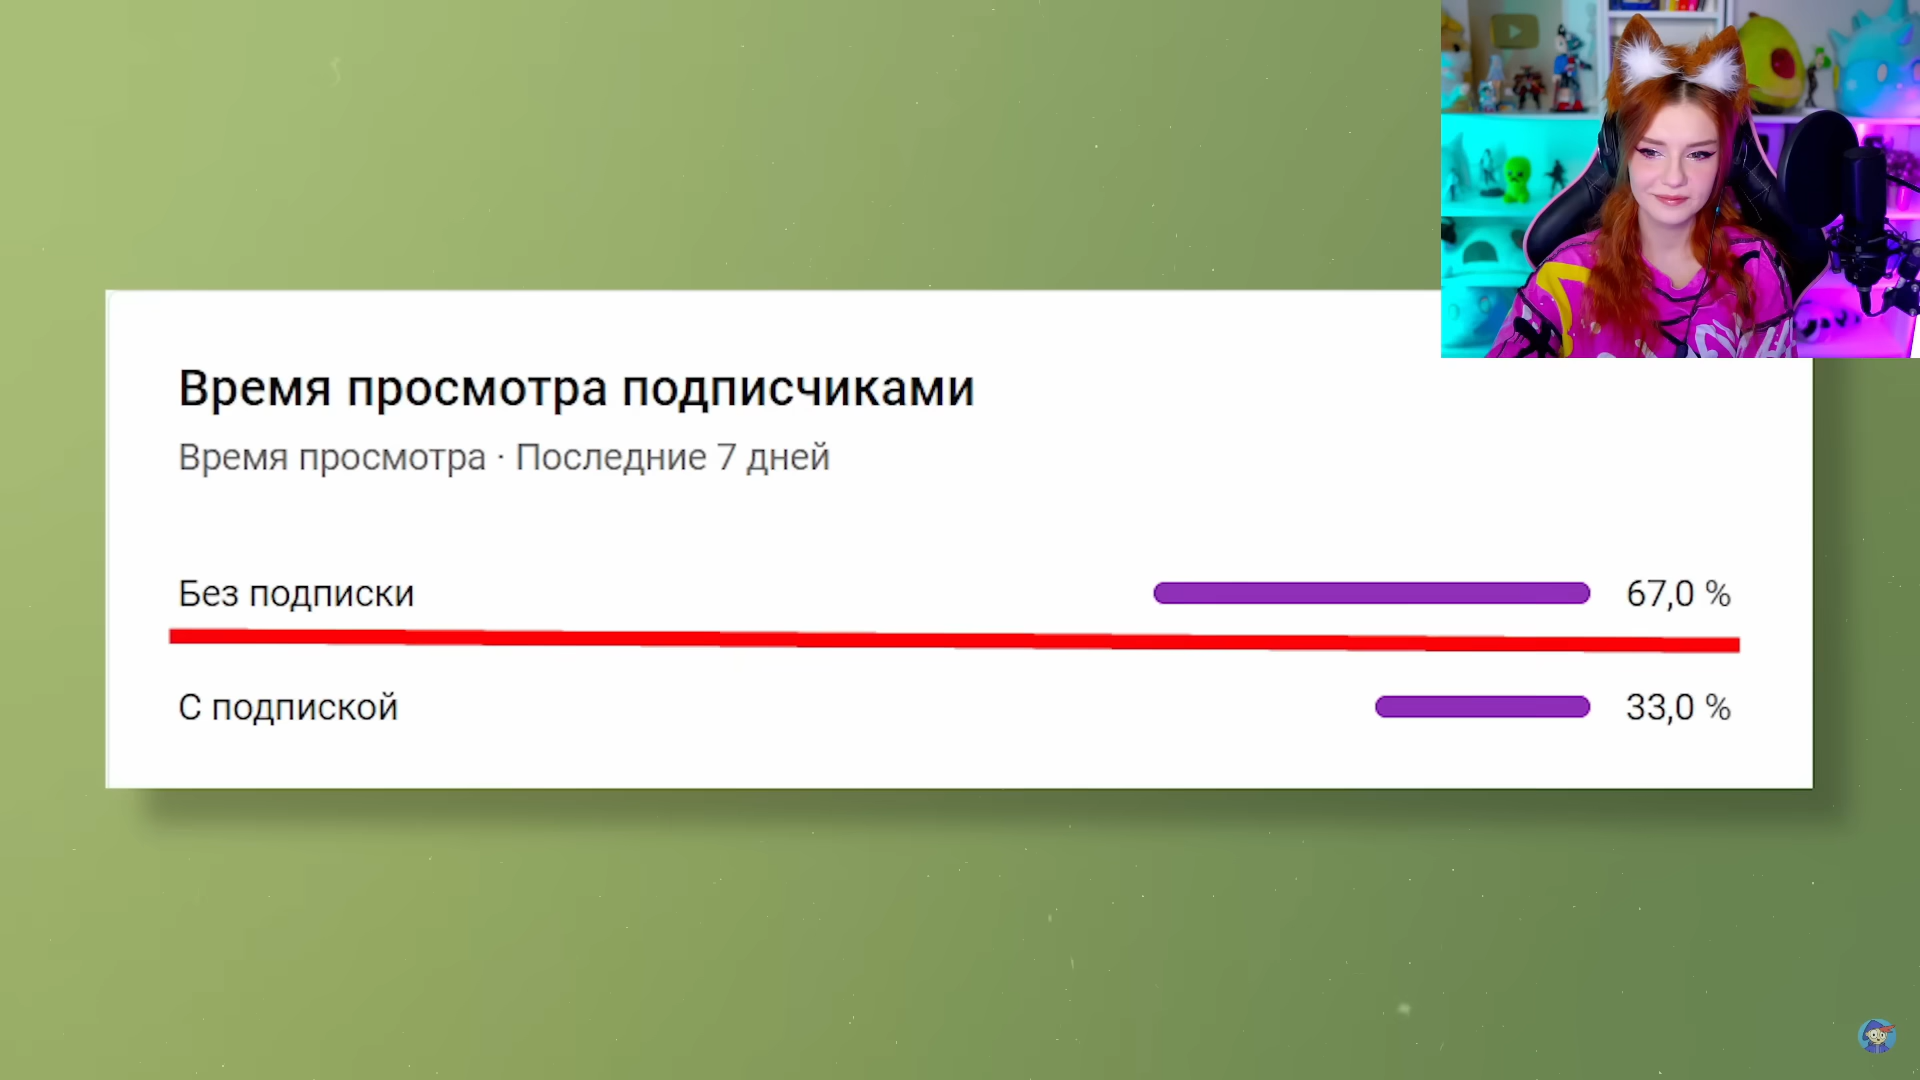 Время просмотра подписчиками
Время просмотра · Последние 7 дней
Без подписки 67,0 %
С подпиской 33,0 %